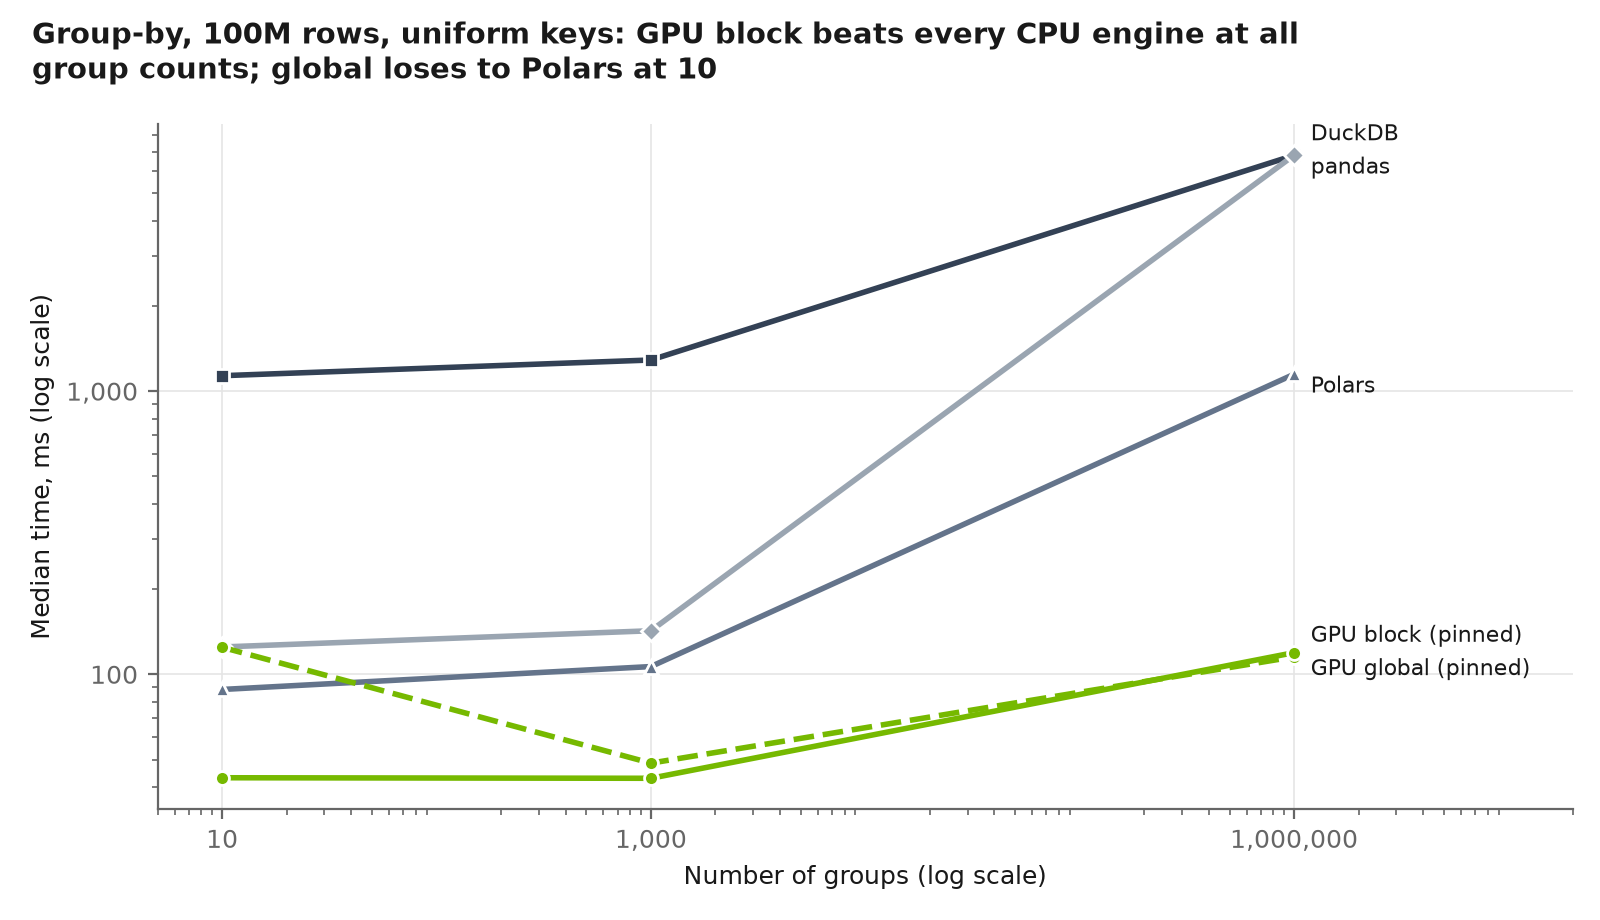 Group-by, 100M rows, uniform keys: GPU block beats every CPU engine at all
group counts; global loses to Polars at 10
DuckDB
pandas
1,000
Polars
Median time, ms (log scale)
GPU block (pinned)
GPU global (pinned)
100
10
1,000
1,000,000
Number of groups (log scale)